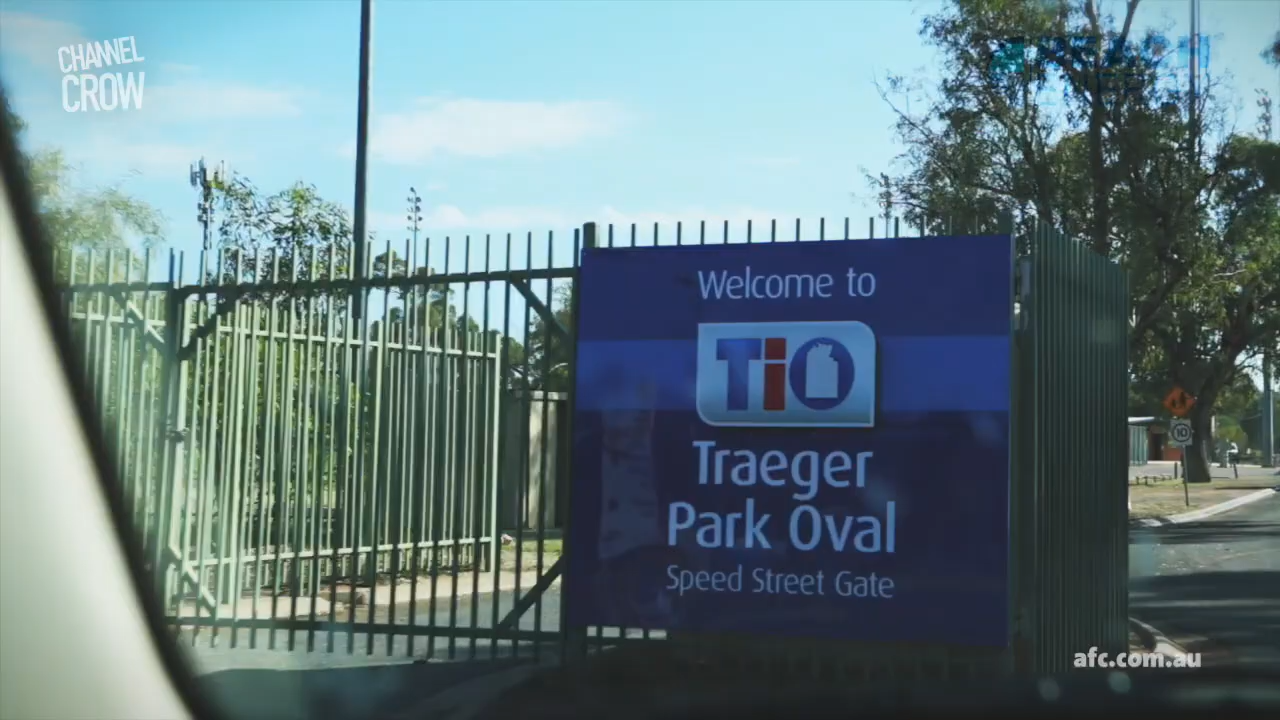 CHANNEL
CROW
Welcome to
TiO
Traeger
Park Oval
Speed Street Gate
10
afc.com.au